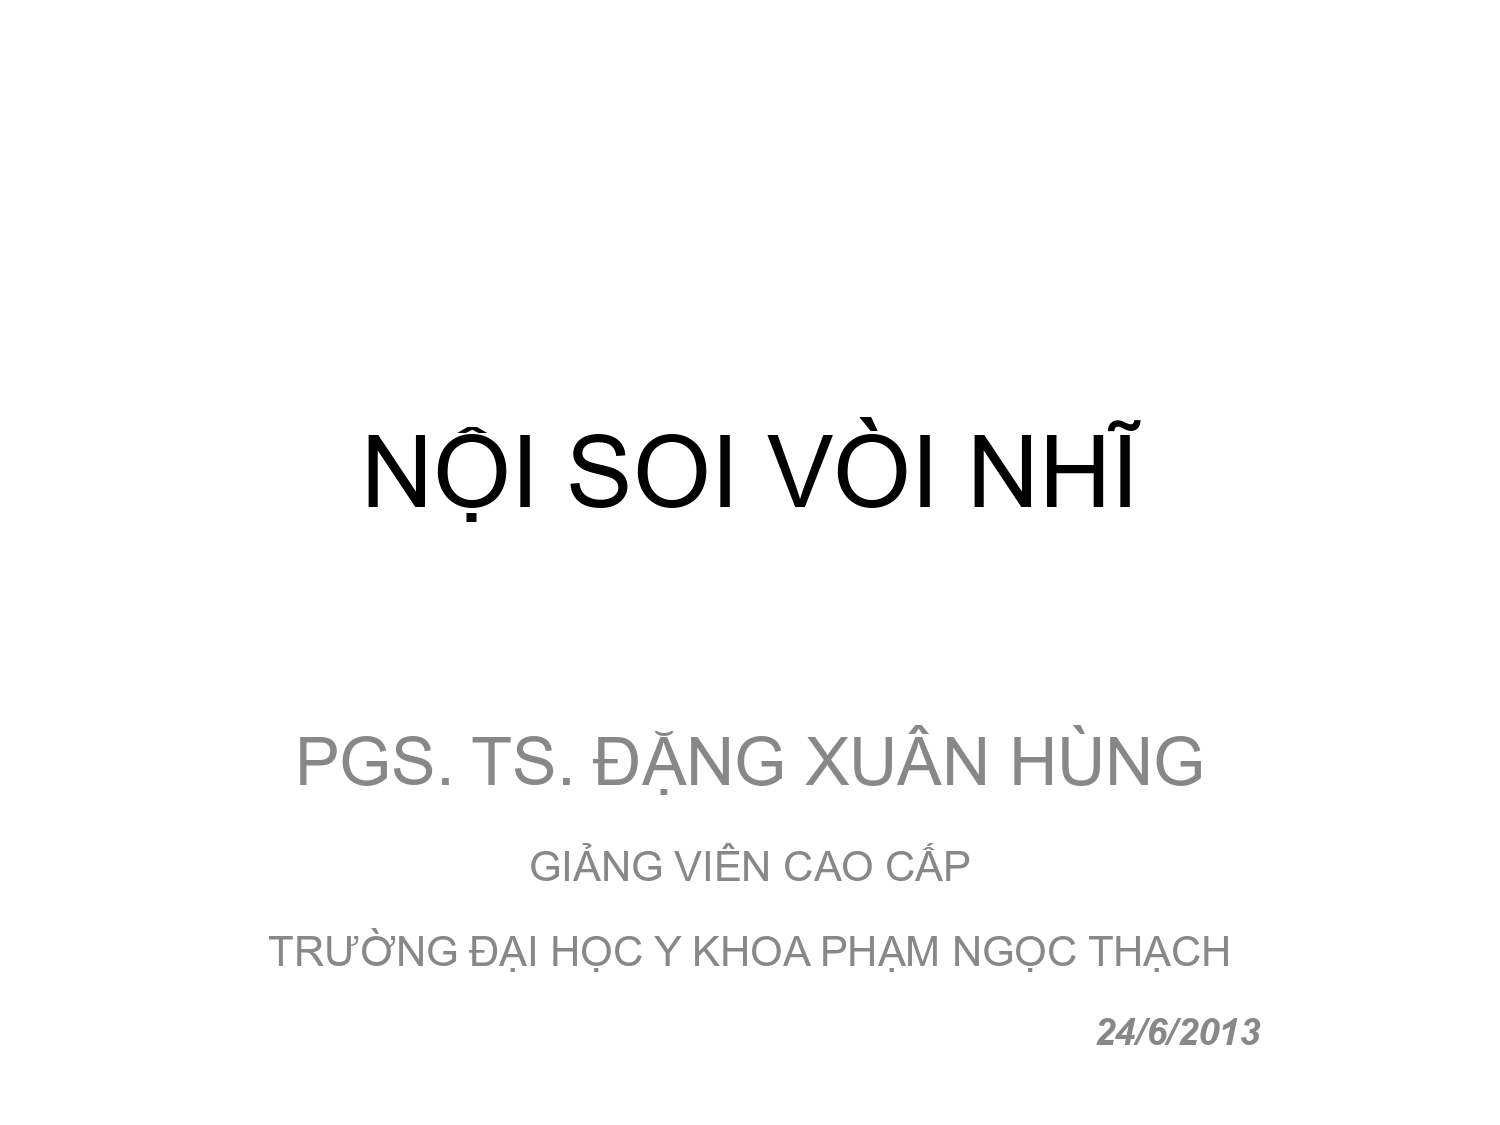 NỘI SOI VÒI NHĨ
PGS. TS. ĐẶNG XUÂN HÙNG
GIẢNG VIÊN CAO CẤP
TRƯỜNG ĐẠI HỌC Y KHOA PHẠM NGỌC THẠCH
24/6/2013